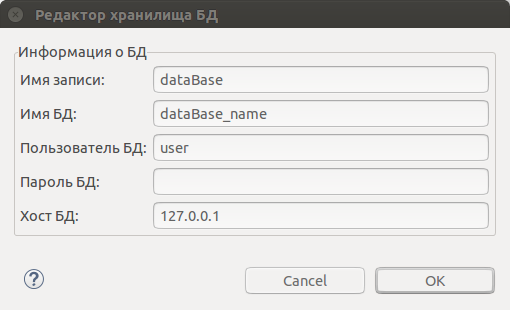 Редактор хранилища БД
Информация о БД
Имя записи: dataBase
Имя БД: dataBase_name
Пользователь БД: user
Пароль БД:
Хост БД: 127.0.0.1
? Cancel OK